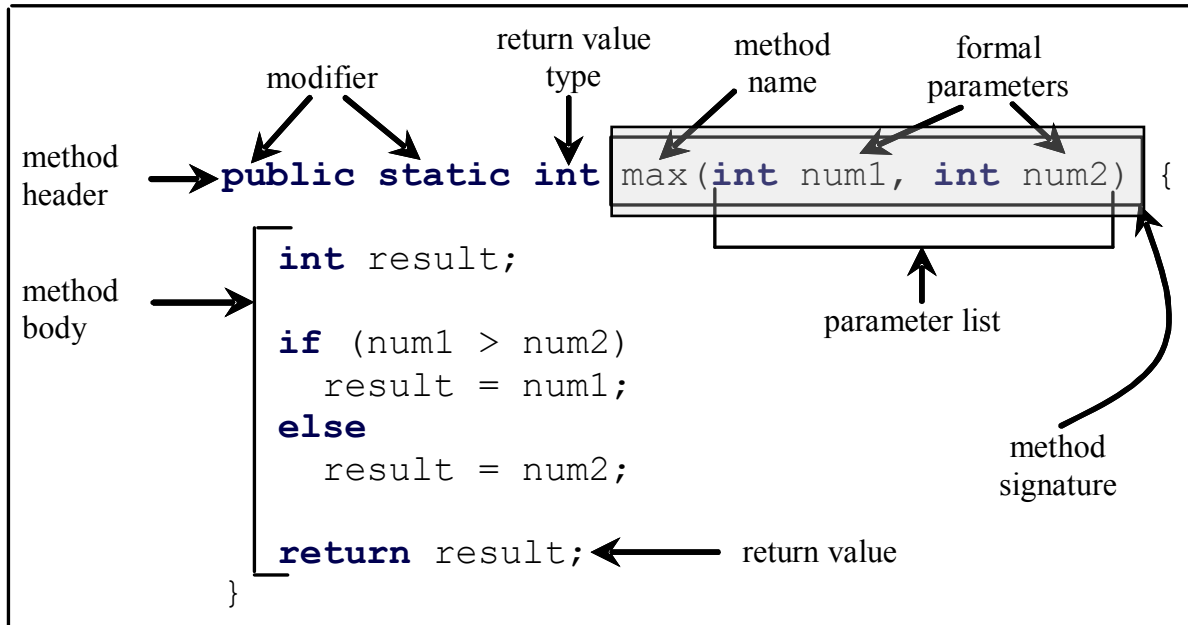 return value
type
method
name
formal
parameters
modifier
method
header
public static int max(int num1, int num2) {
int result;
method
body
parameter list
if (num1 > num2)
result = num1;
else
result = num2;
method
signature
return result;
return value
}